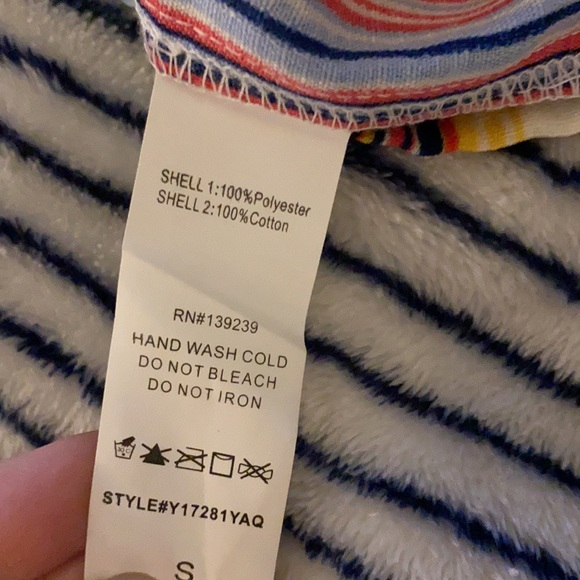 SHELL 1:100%Polyester
SHELL 2:100%Cotton
RN#139239
HAND WASH COLD
DO NOT BLEACH
DO NOT IRON
STYLE#Y17281YAQ
S